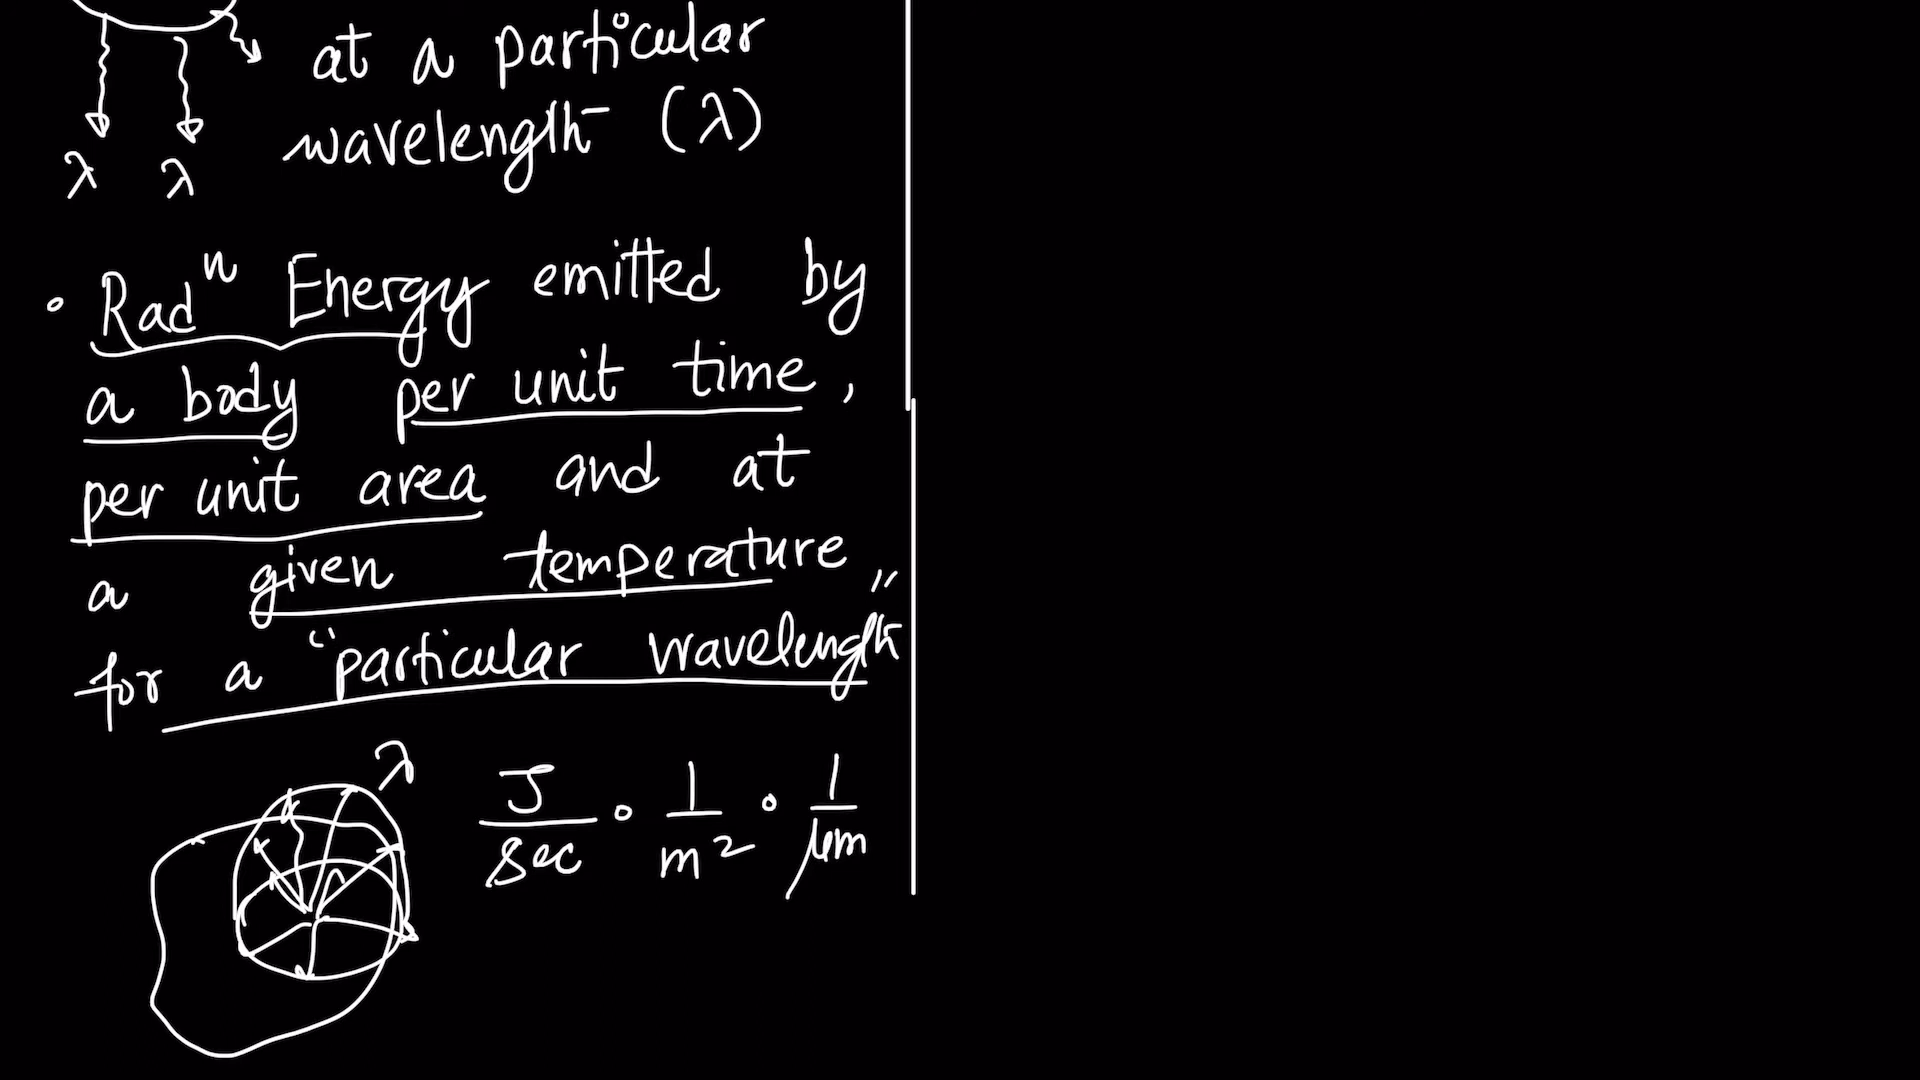 at a particular
wavelength (λ)
λ λ
• Radⁿ Energy emitted by
a body per unit time,
per unit area and at
a given temperature
for a "particular wavelength"
λ
J/sec · 1/m² · 1/μm